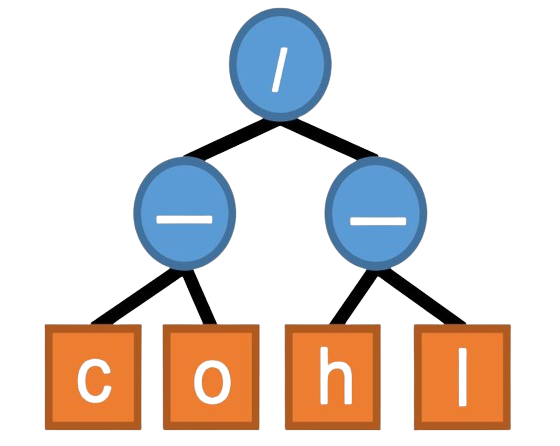 /
— —
c o h l